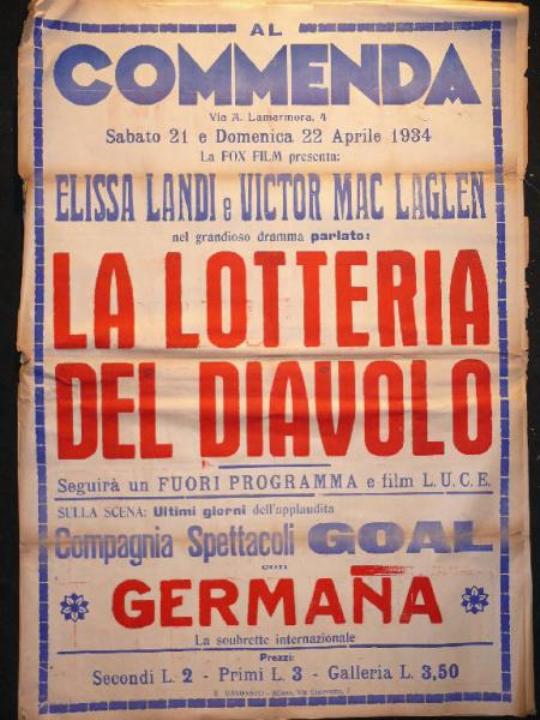 AL
COMMENDA
Via A. Lamarmora, 4
Sabato 21 e Domenica 22 Aprile 1934
La FOX FILM presenta:
ELISSA LANDI e VICTOR MAC LAGLEN
nel grandioso dramma parlato:
LA LOTTERIA
DEL DIAVOLO
Seguirà un FUORI PROGRAMMA e film L.U.C.E.
SULLA SCENA: Ultimi giorni dell'applaudita
Compagnia Spettacoli GOAL
con
GERMAÑA
La soubrette internazionale
Prezzi:
Secondi L. 2 - Primi L. 3 - Galleria L. 3,50
Milano, Via